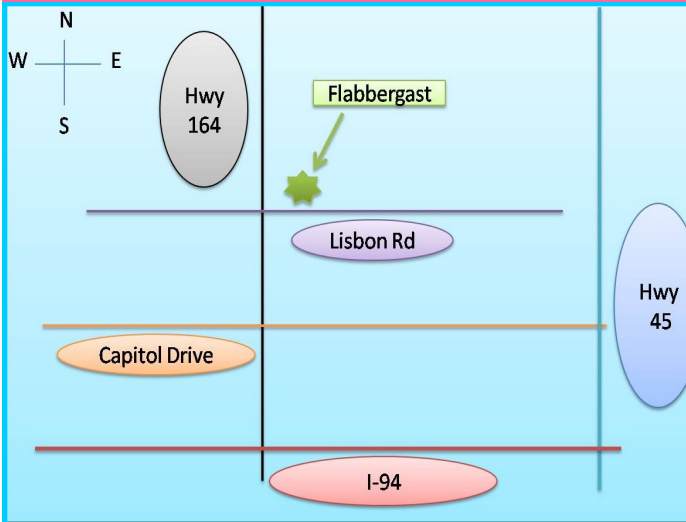 N
W E
S
Hwy
164
Flabbergast
Lisbon Rd
Hwy
45
Capitol Drive
I-94